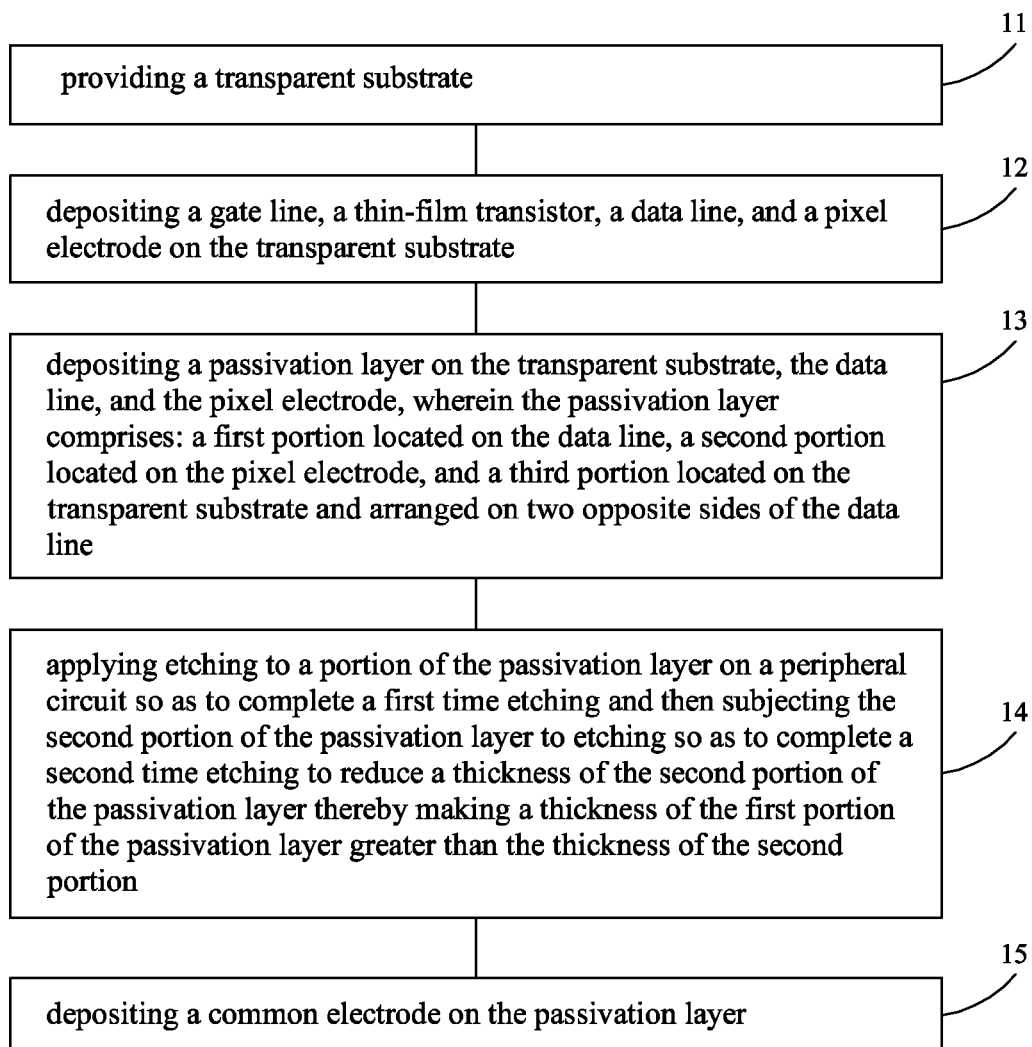 11
providing a transparent substrate
12
depositing a gate line, a thin-film transistor, a data line, and a pixel
electrode on the transparent substrate
13
depositing a passivation layer on the transparent substrate, the data
line, and the pixel electrode, wherein the passivation layer
comprises: a first portion located on the data line, a second portion
located on the pixel electrode, and a third portion located on the
transparent substrate and arranged on two opposite sides of the data
line
applying etching to a portion of the passivation layer on a peripheral
circuit so as to complete a first time etching and then subjecting the
14
second portion of the passivation layer to etching so as to complete a
second time etching to reduce a thickness of the second portion of
the passivation layer thereby making a thickness of the first portion
of the passivation layer greater than the thickness of the second
portion
15
depositing a common electrode on the passivation layer